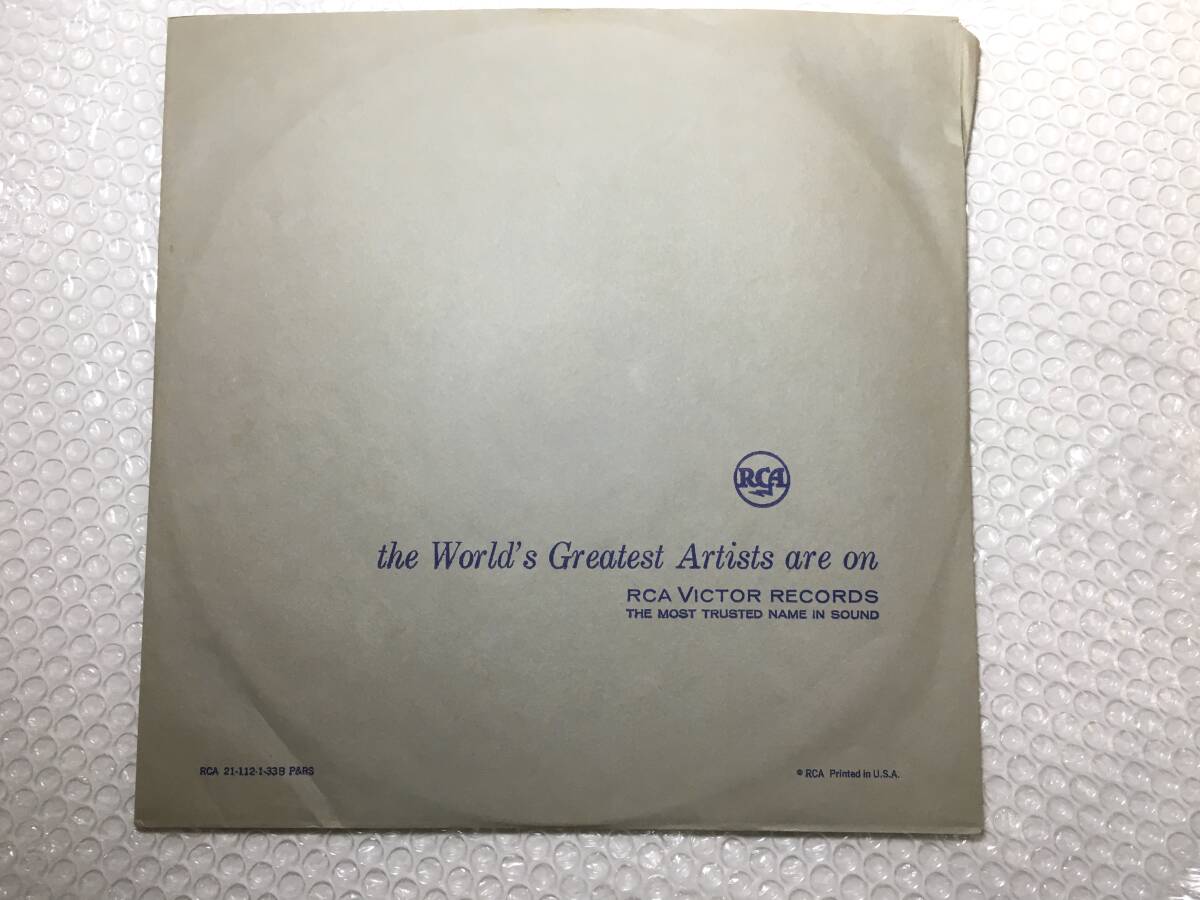 RCA
the World's Greatest Artists are on
RCA VICTOR RECORDS
THE MOST TRUSTED NAME IN SOUND
RCA 21-112-1-33B P&RS
© RCA Printed in U.S.A.